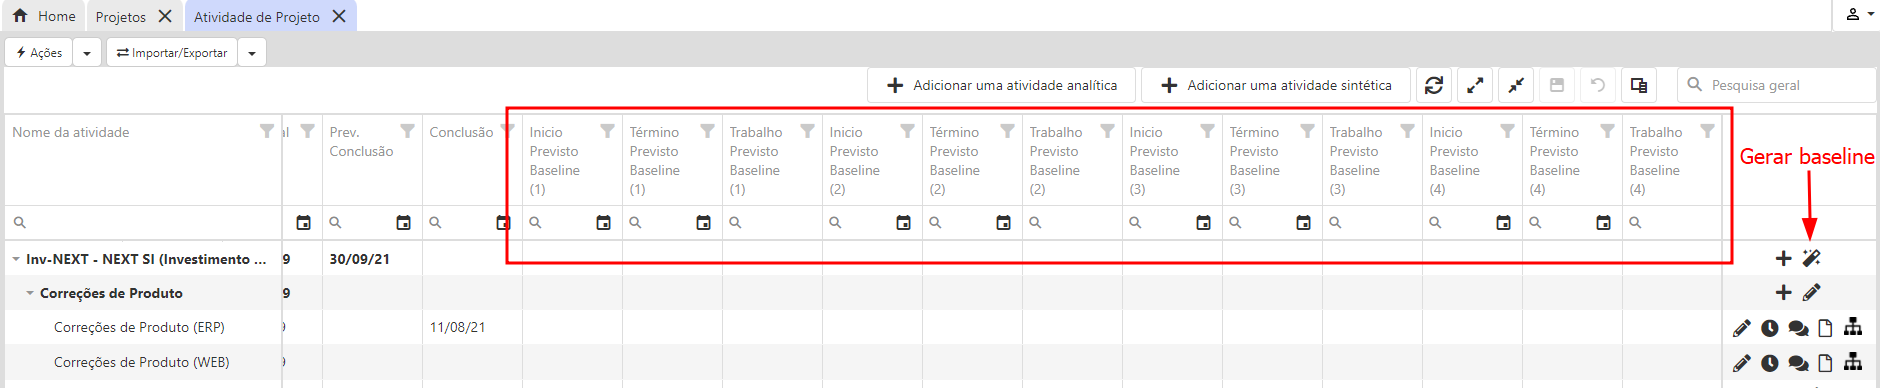 Home
Projetos
Atividade de Projeto
Ações
Importar/Exportar
Adicionar uma atividade analítica
Adicionar uma atividade sintética
Pesquisa geral
Nome da atividade
al
Prev.
Conclusão
Conclusão
Inicio
Previsto
Baseline
(1)
Término
Previsto
Baseline
(1)
Trabalho
Previsto
Baseline
(1)
Inicio
Previsto
Baseline
(2)
Término
Previsto
Baseline
(2)
Trabalho
Previsto
Baseline
(2)
Inicio
Previsto
Baseline
(3)
Término
Previsto
Baseline
(3)
Trabalho
Previsto
Baseline
(3)
Inicio
Previsto
Baseline
(4)
Término
Previsto
Baseline
(4)
Trabalho
Previsto
Baseline
(4)
Gerar baseline
Inv-NEXT - NEXT SI (Investimento ... 9 30/09/21
Correções de Produto 9
Correções de Produto (ERP) 9 11/08/21
Correções de Produto (WEB) 9